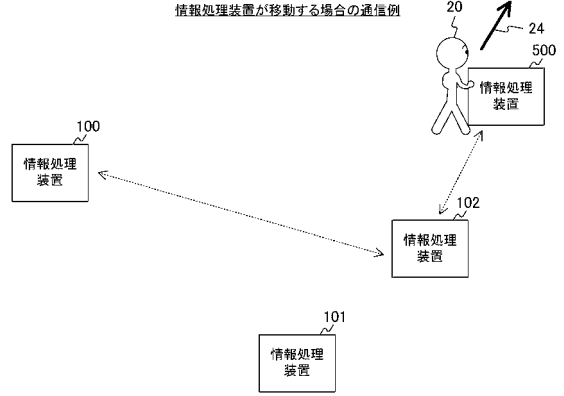 情報処理装置が移動する場合の通信例
20
24
500
情報処理
装置
100
情報処理
装置
102
情報処理
装置
101
情報処理
装置